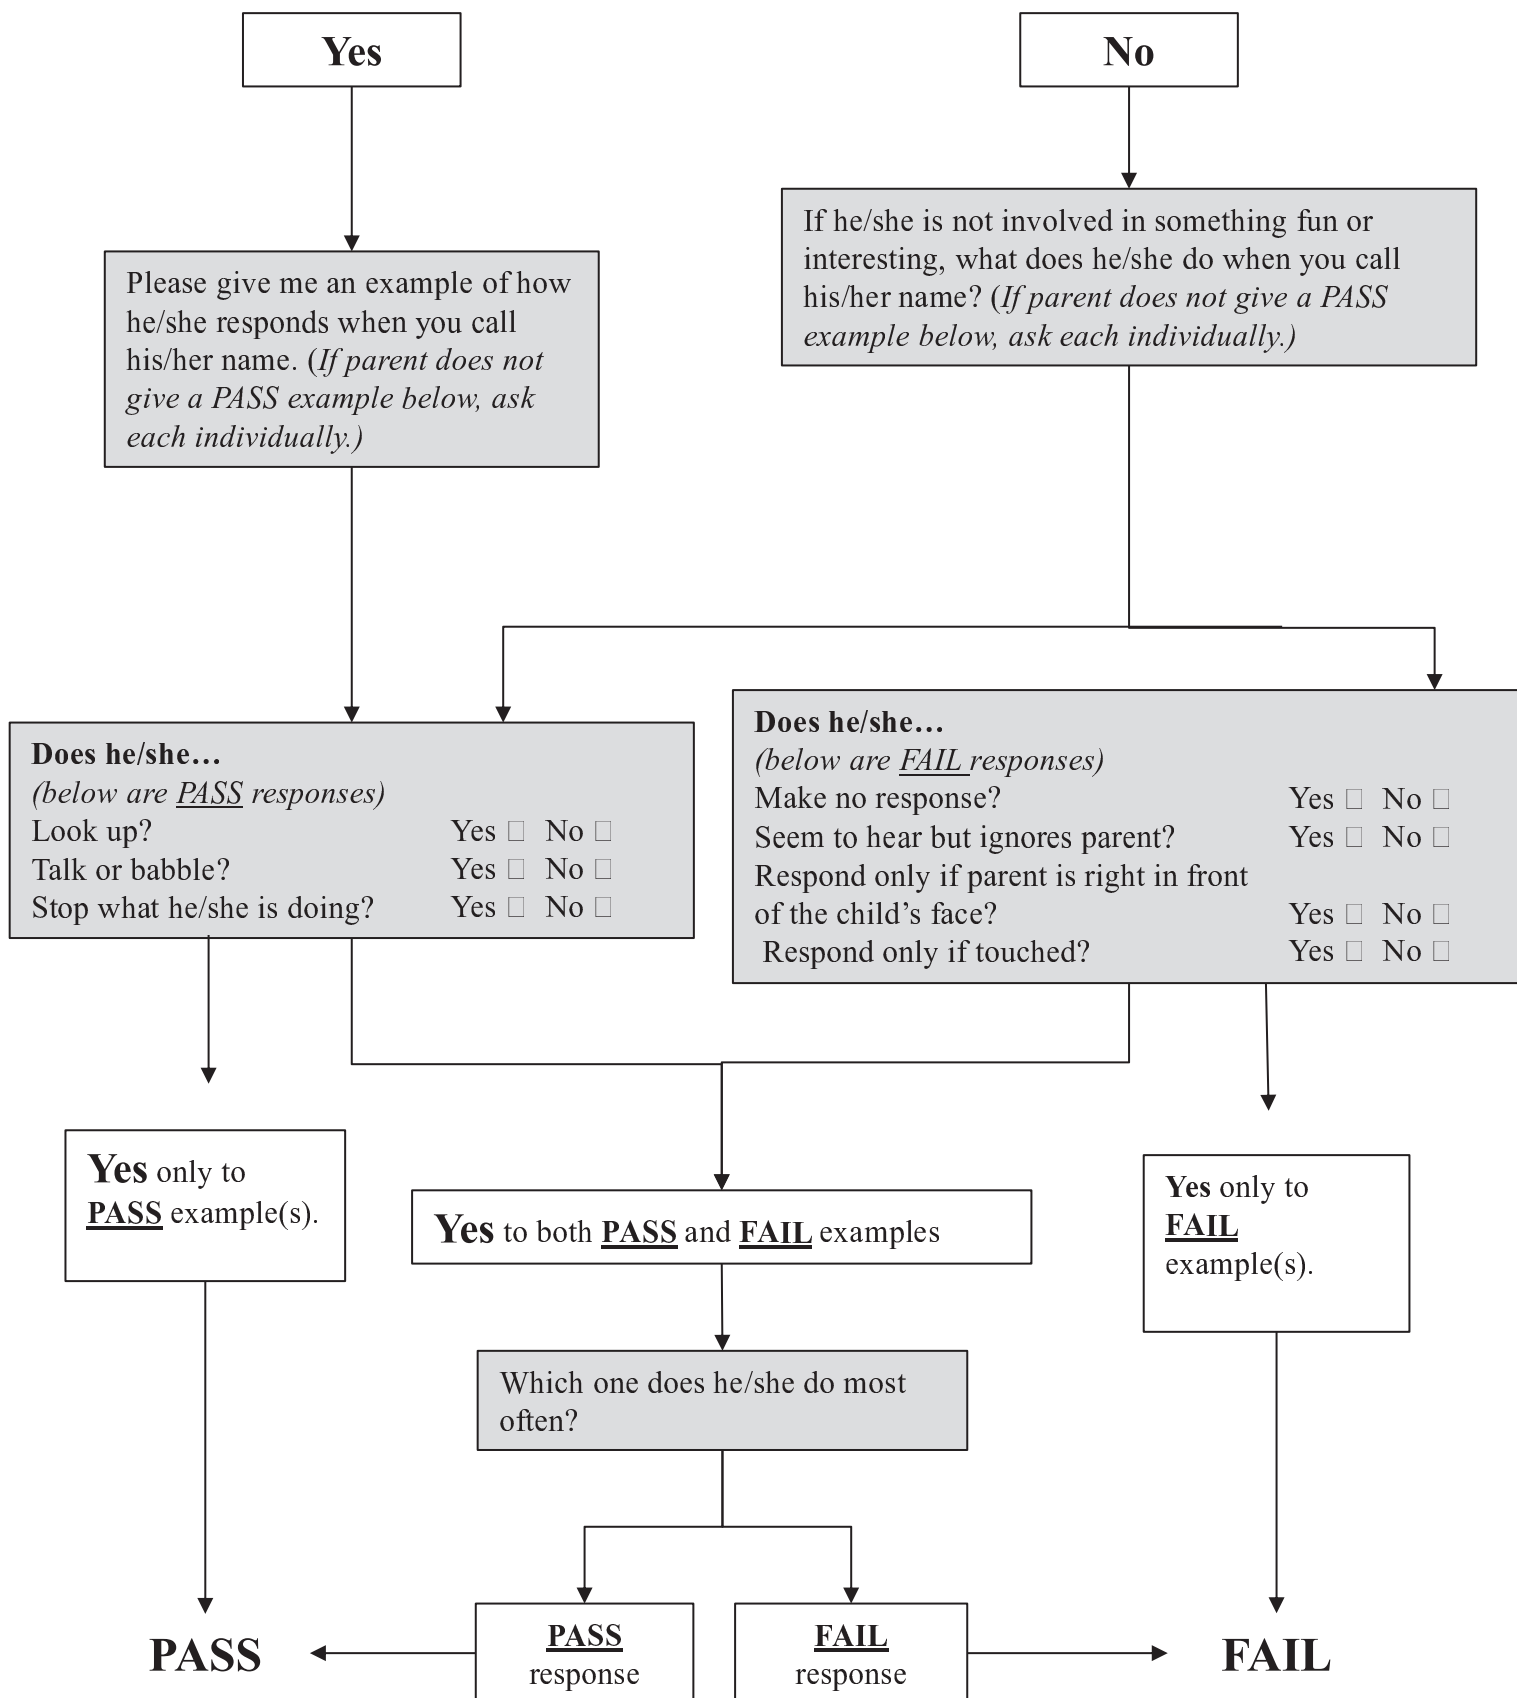 Yes
No
Please give me an example of how
he/she responds when you call
his/her name. (If parent does not
give a PASS example below, ask
each individually.)
If he/she is not involved in something fun or
interesting, what does he/she do when you call
his/her name? (If parent does not give a PASS
example below, ask each individually.)
Does he/she…
(below are PASS responses)
Look up? Yes □ No □
Talk or babble? Yes □ No □
Stop what he/she is doing? Yes □ No □
Does he/she…
(below are FAIL responses)
Make no response? Yes □ No □
Seem to hear but ignores parent? Yes □ No □
Respond only if parent is right in front
of the child’s face? Yes □ No □
Respond only if touched? Yes □ No □
Yes only to
PASS example(s).
Yes to both PASS and FAIL examples
Yes only to
FAIL
example(s).
Which one does he/she do most
often?
PASS
PASS
response
FAIL
response
FAIL